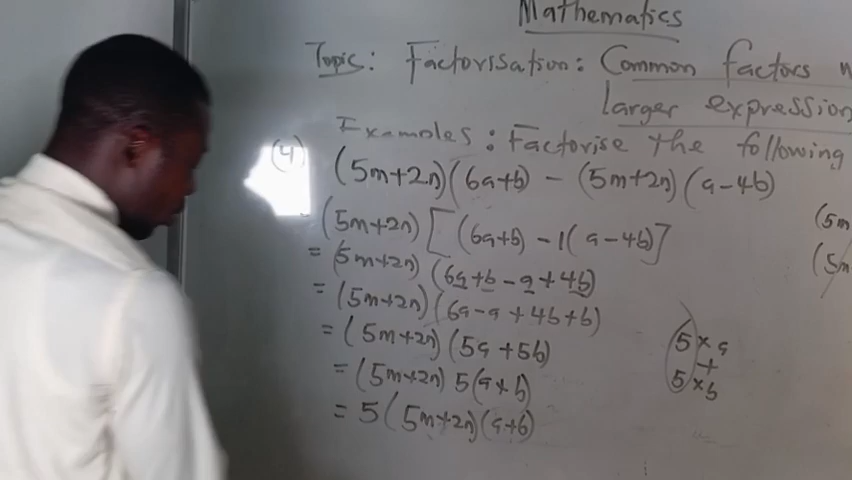 Mathematics
Topic: Factorisation: Common factors
larger expression
Examples: Factorise the following
(4) (5m+2n)(6a+b) - (5m+2n)(a-4b)
(5m+2n)[(6a+b) - 1(a-4b)]
= (5m+2n)(6a+b-a+4b)
= (5m+2n)(6a-a+4b+b)
= (5m+2n)(5a+5b)
= (5m+2n) 5(a+b)
= 5(5m+2n)(a+b)
(5m
(5m
5 × a
+
5 × b